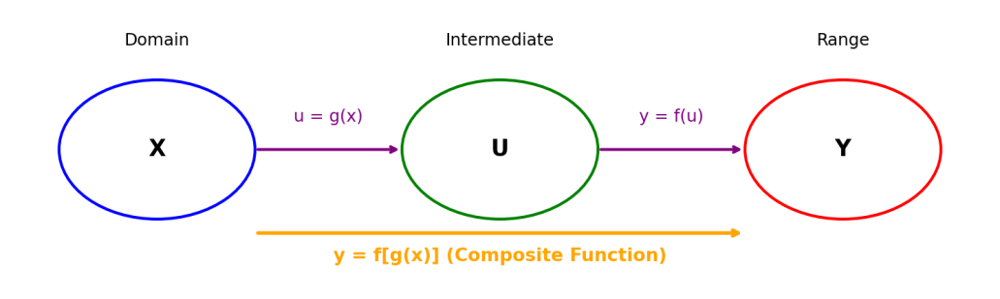 Domain
Intermediate
Range
u = g(x)
y = f(u)
X
U
Y
y = f[g(x)] (Composite Function)